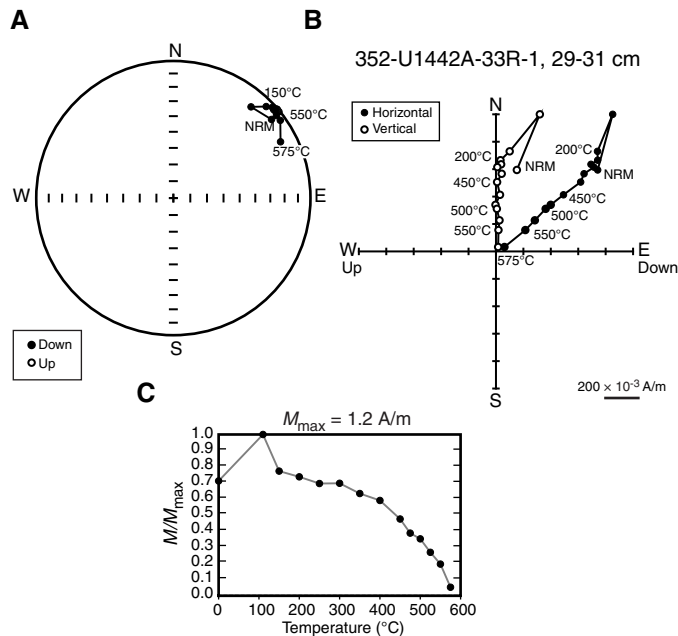 A
N
150°C
550°C
NRM
575°C
W
E
S
Down
Up
B
352-U1442A-33R-1, 29-31 cm
Horizontal
Vertical
N
200°C
200°C
NRM
NRM
450°C
450°C
500°C
500°C
550°C
550°C
W
E
Up
575°C
Down
S
200 × 10-3 A/m
C
Mmax = 1.2 A/m
1.0
0.9
0.8
0.7
0.6
0.5
0.4
0.3
0.2
0.1
0.0
M/Mmax
0 100 200 300 400 500 600
Temperature (°C)